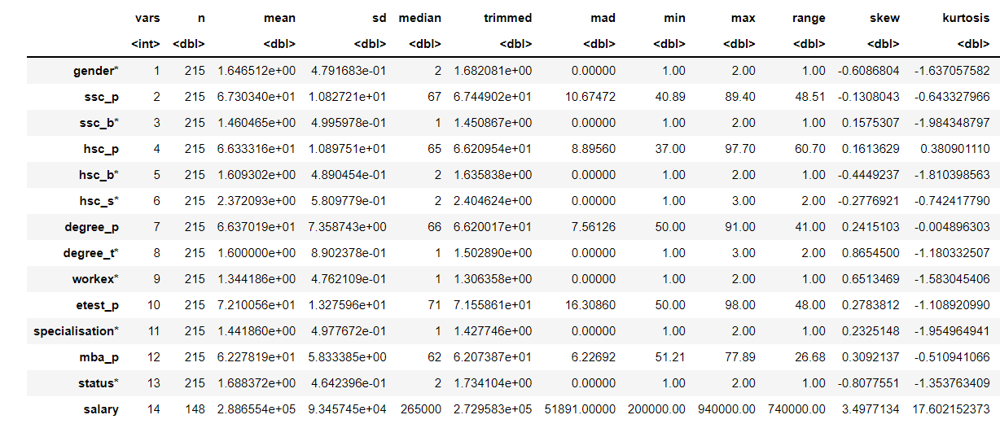 vars n mean sd median trimmed mad min max range skew kurtosis
<int> <dbl> <dbl> <dbl> <dbl> <dbl> <dbl> <dbl> <dbl> <dbl> <dbl> <dbl>
gender* 1 215 1.646512e+00 4.791683e-01 2 1.682081e+00 0.00000 1.00 2.00 1.00 -0.6086804 -1.637057582
ssc_p 2 215 6.730340e+01 1.082721e+01 67 6.744902e+01 10.67472 40.89 89.40 48.51 -0.1308043 -0.643327966
ssc_b* 3 215 1.460465e+00 4.995978e-01 1 1.450867e+00 0.00000 1.00 2.00 1.00 0.1575307 -1.984348797
hsc_p 4 215 6.633316e+01 1.089751e+01 65 6.620954e+01 8.89560 37.00 97.70 60.70 0.1613629 0.380901110
hsc_b* 5 215 1.609302e+00 4.890454e-01 2 1.635838e+00 0.00000 1.00 2.00 1.00 -0.4449237 -1.810398563
hsc_s* 6 215 2.372093e+00 5.809779e-01 2 2.404624e+00 0.00000 1.00 3.00 2.00 -0.2776921 -0.742417790
degree_p 7 215 6.637019e+01 7.358743e+00 66 6.620017e+01 7.56126 50.00 91.00 41.00 0.2415103 -0.004896303
degree_t* 8 215 1.600000e+00 8.902378e-01 1 1.502890e+00 0.00000 1.00 3.00 2.00 0.8654500 -1.180332507
workex* 9 215 1.344186e+00 4.762109e-01 1 1.306358e+00 0.00000 1.00 2.00 1.00 0.6513469 -1.583045406
etest_p 10 215 7.210056e+01 1.327596e+01 71 7.155861e+01 16.30860 50.00 98.00 48.00 0.2783812 -1.108920990
specialisation* 11 215 1.441860e+00 4.977672e-01 1 1.427746e+00 0.00000 1.00 2.00 1.00 0.2325148 -1.954964941
mba_p 12 215 6.227819e+01 5.833385e+00 62 6.207387e+01 6.22692 51.21 77.89 26.68 0.3092137 -0.510941066
status* 13 215 1.688372e+00 4.642396e-01 2 1.734104e+00 0.00000 1.00 2.00 1.00 -0.8077551 -1.353763409
salary 14 148 2.886554e+05 9.345745e+04 265000 2.729583e+05 51891.00000 200000.00 940000.00 740000.00 3.4977134 17.602152373